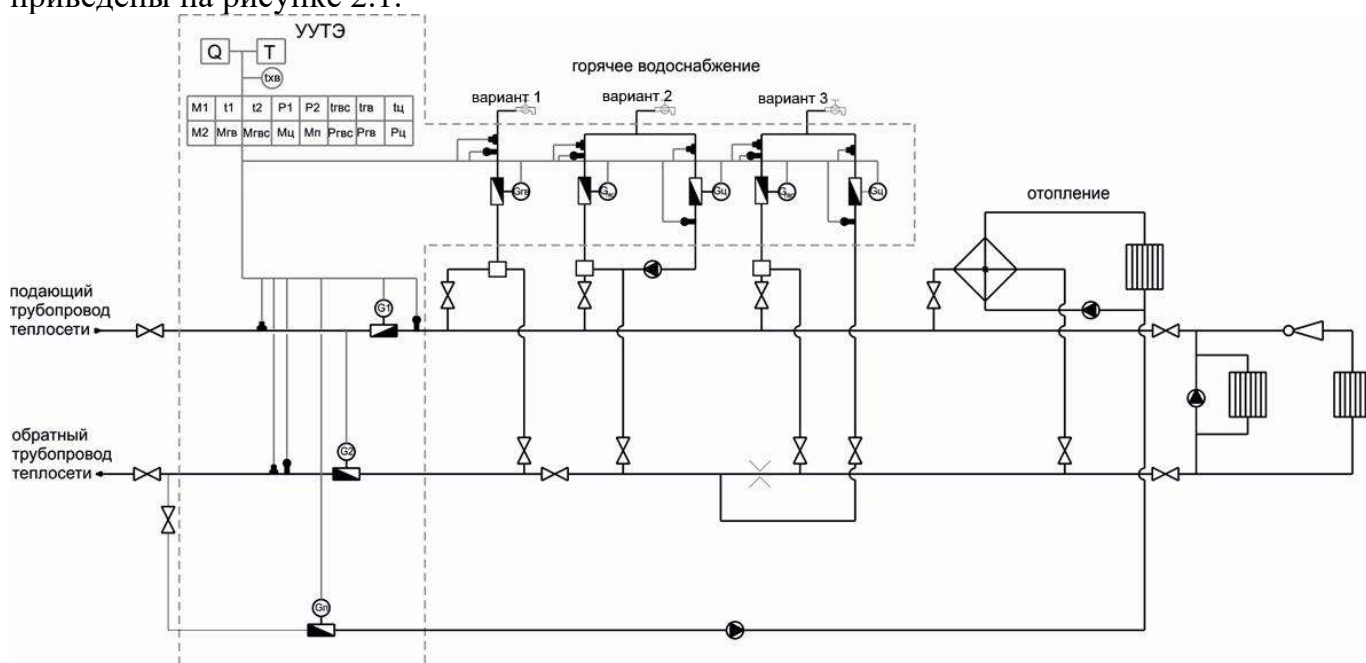 приведены на рисунке 2.1.
УУТЭ
Q T
tхв
горячее водоснабжение
вариант 1 вариант 2 вариант 3
M1 t1 t2 P1 P2 tгвс tгв tц
M2 Mгв Mгвс Mц Mп Pгвс Pгв Pц
Gгв Gц Gц
отопление
подающий
трубопровод
теплосети
G1
обратный
трубопровод
теплосети
G2
Gп